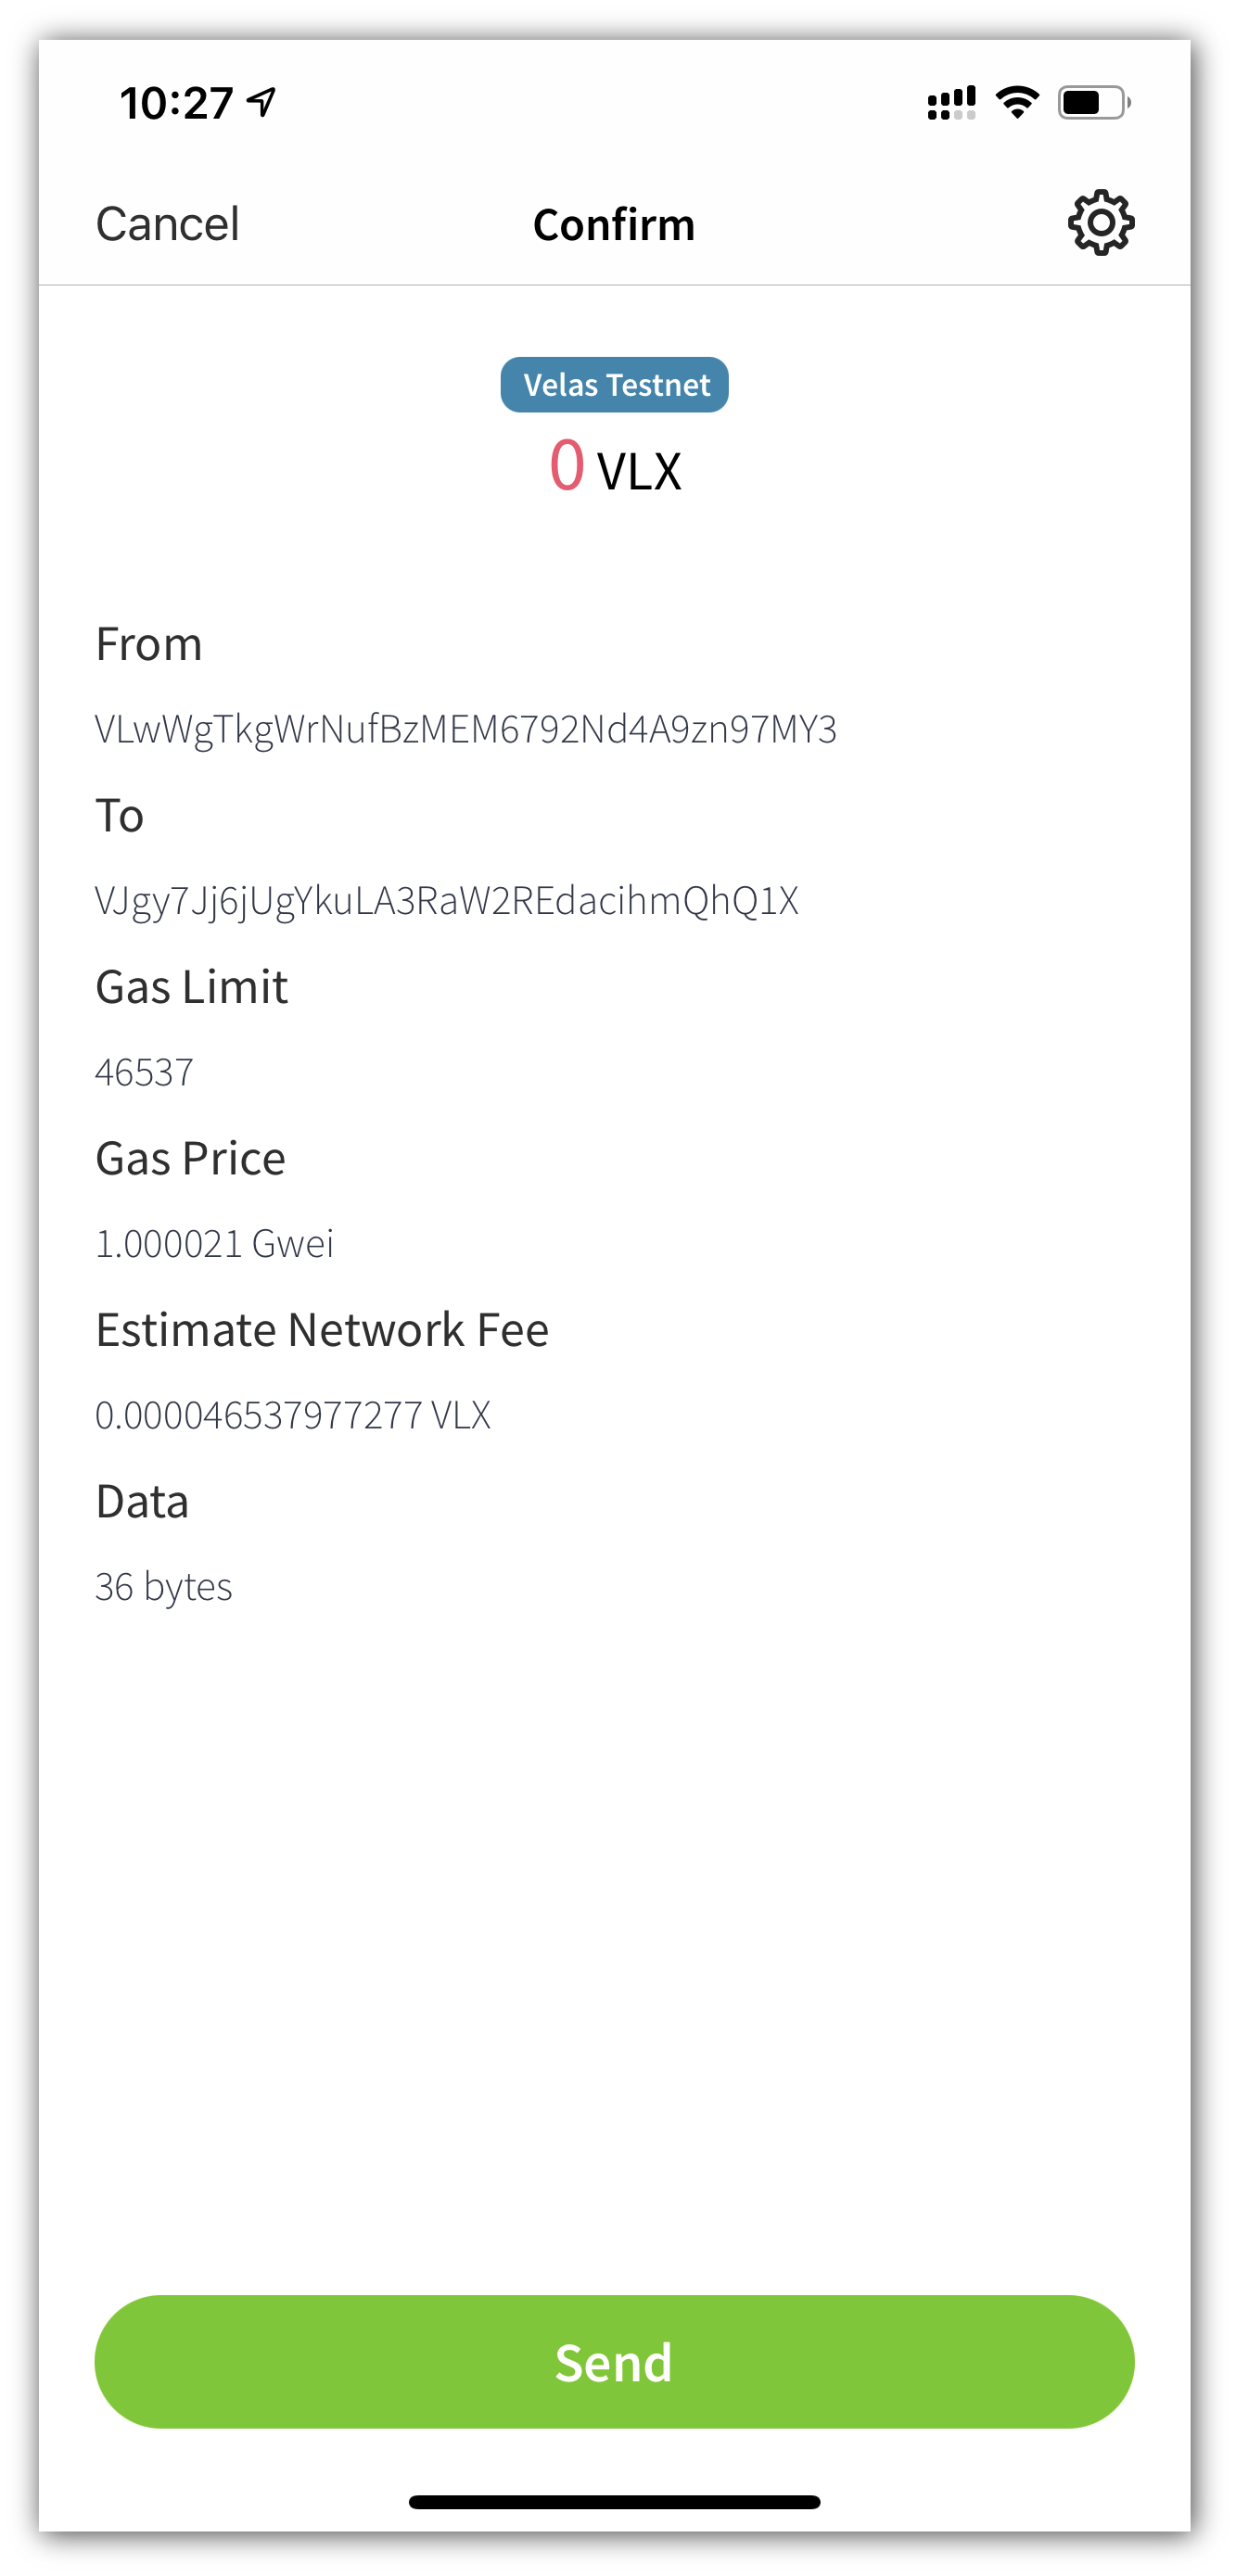 10:27
Cancel Confirm
Velas Testnet
0 VLX
From
VLwWgTkgWrNufBzMEM6792Nd4A9zn97MY3
To
VJgy7Jj6jUgYkuLA3RaW2REdacihmQhQ1X
Gas Limit
46537
Gas Price
1.000021 Gwei
Estimate Network Fee
0.000046537977277 VLX
Data
36 bytes
Send